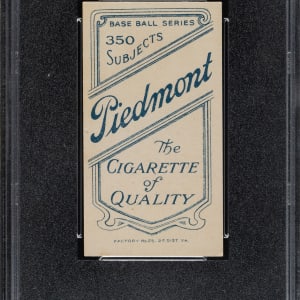 BASE BALL SERIES
350
SUBJECTS
Piedmont
The
CIGARETTE
of
QUALITY
FACTORY No. 25 2ND DIST. VA.